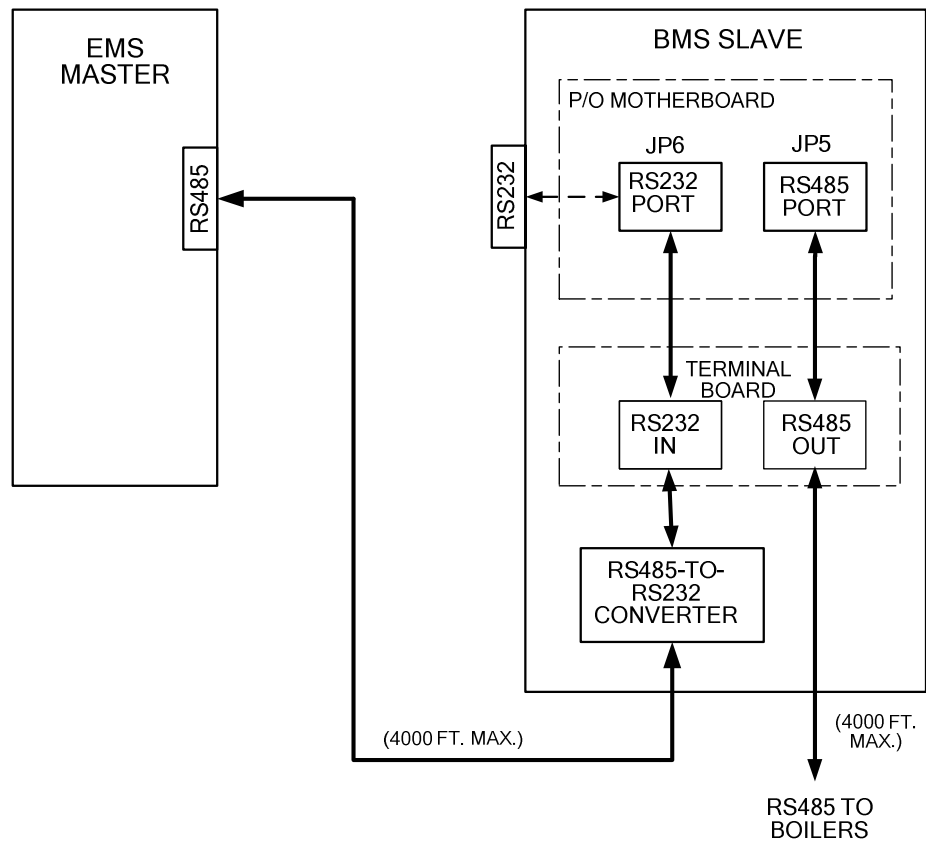 EMS
MASTER
RS485
BMS SLAVE
P/O MOTHERBOARD
JP6
JP5
RS232
RS232
PORT
RS485
PORT
TERMINAL
BOARD
RS232
IN
RS485
OUT
RS485-TO-
RS232
CONVERTER
(4000 FT. MAX.)
(4000 FT.
MAX.)
RS485 TO
BOILERS